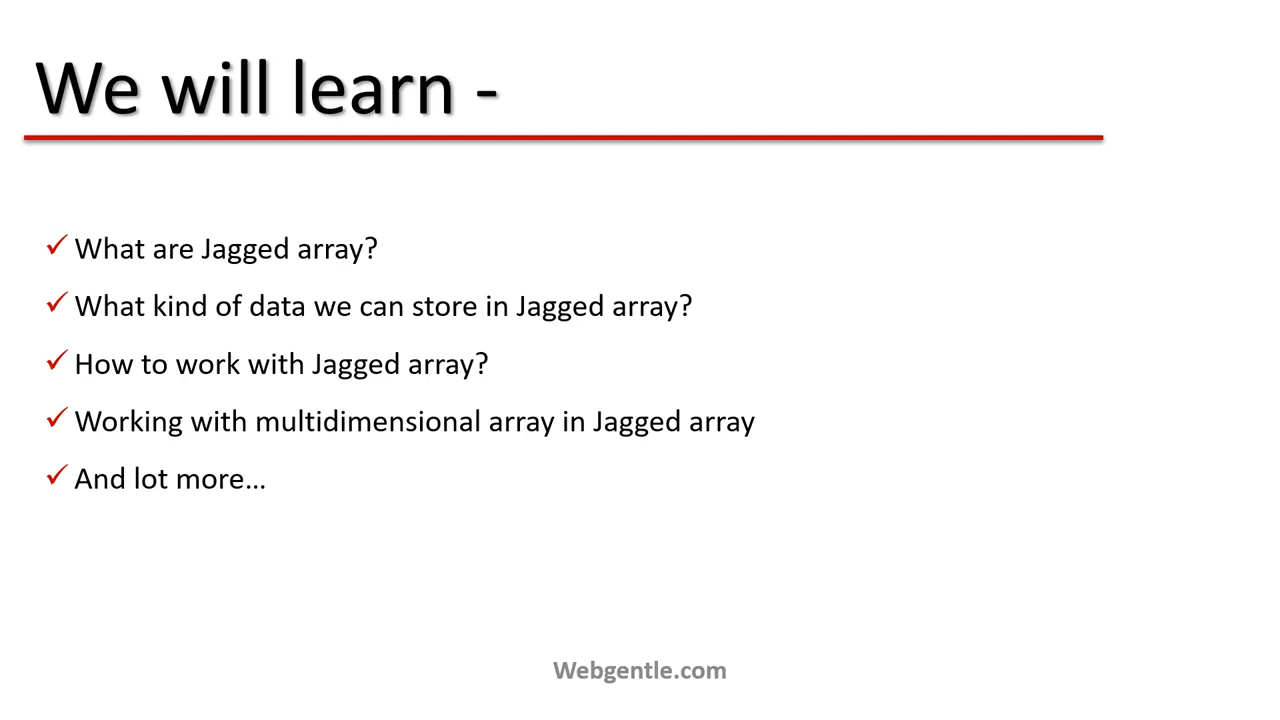 We will learn -
✓ What are Jagged array?
✓ What kind of data we can store in Jagged array?
✓ How to work with Jagged array?
✓ Working with multidimensional array in Jagged array
✓ And lot more...
Webgentle.com